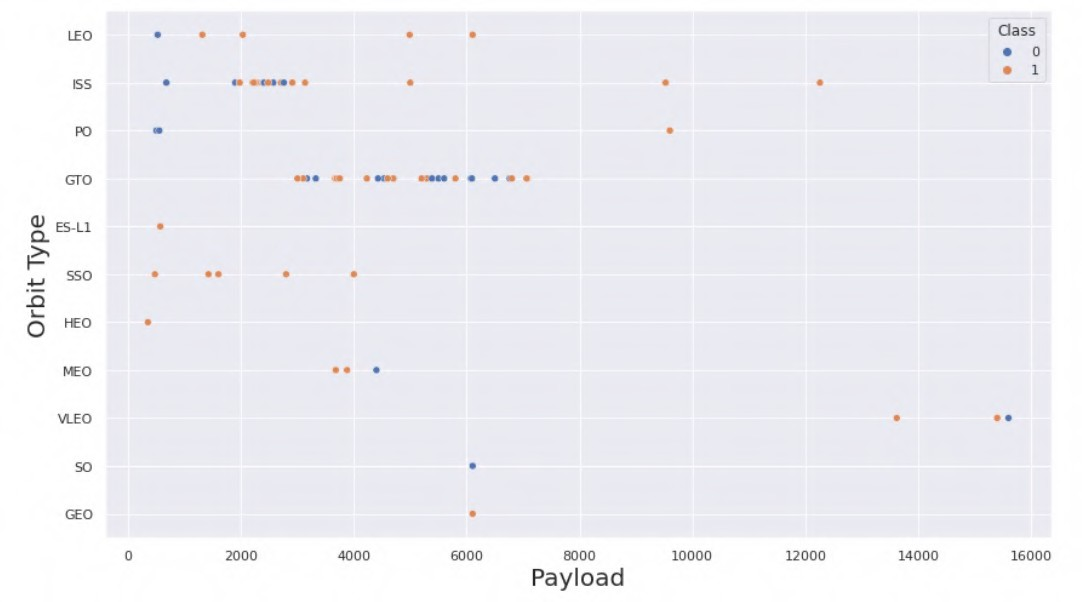 LEO
ISS
PO
GTO
ES-L1
SSO
HEO
MEO
VLEO
SO
GEO
Orbit Type
Class
0
1
0 2000 4000 6000 8000 10000 12000 14000 16000
Payload